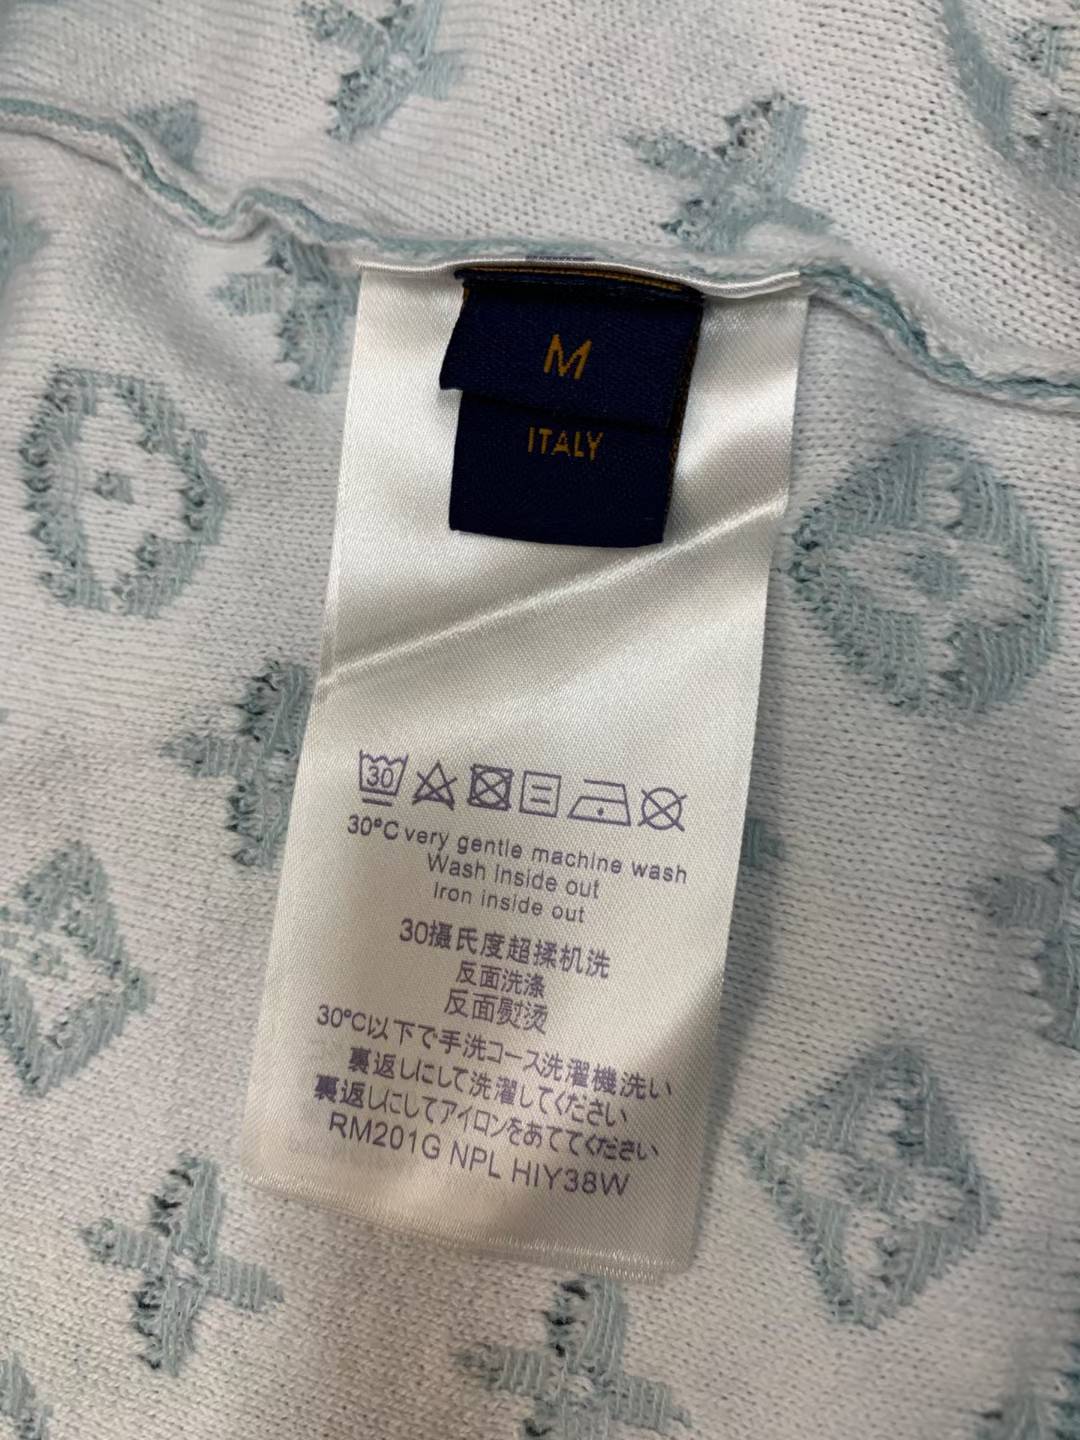 M
ITALY
30
30°C very gentle machine wash
Wash inside out
Iron inside out
30摄氏度超揉机洗
反面洗涤
反面熨烫
30℃以下で手洗コース洗濯機洗い
裏返しにして洗濯してください
裏返しにしてアイロンをあててください
RM201G NPL HIY38W